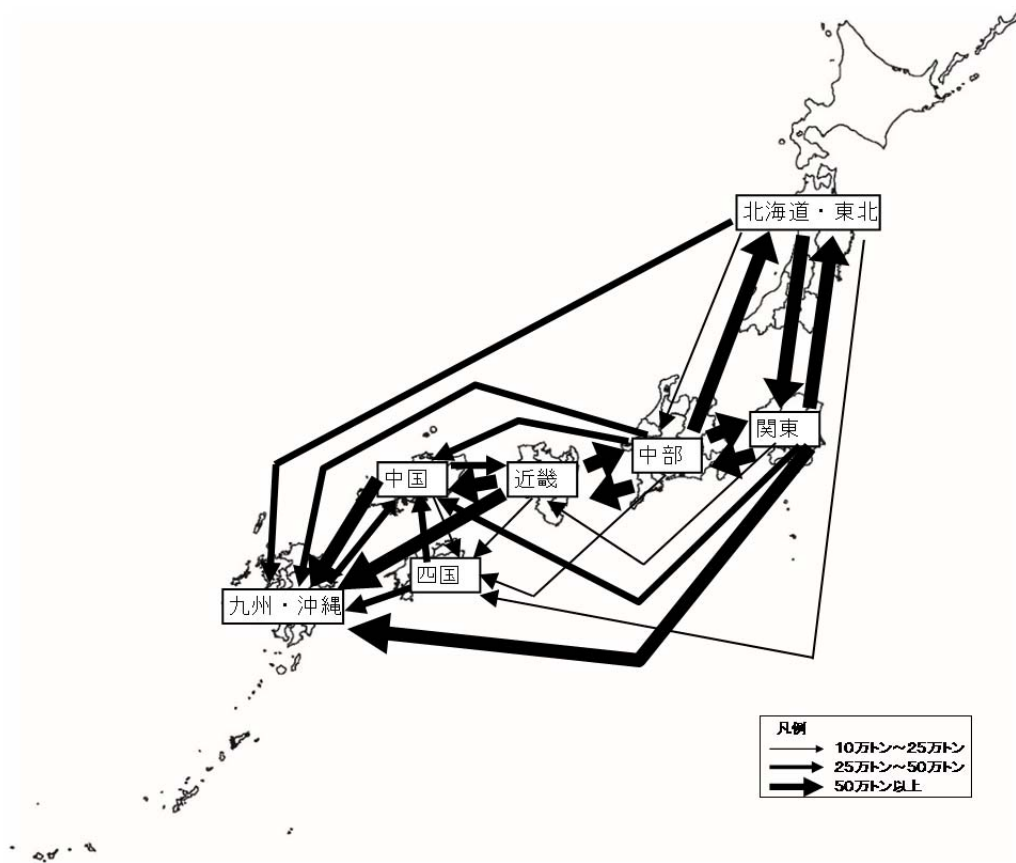 北海道・東北
関東
中部
中国
近畿
四国
九州・沖縄
凡例
10万トン～25万トン
25万トン～50万トン
50万トン以上